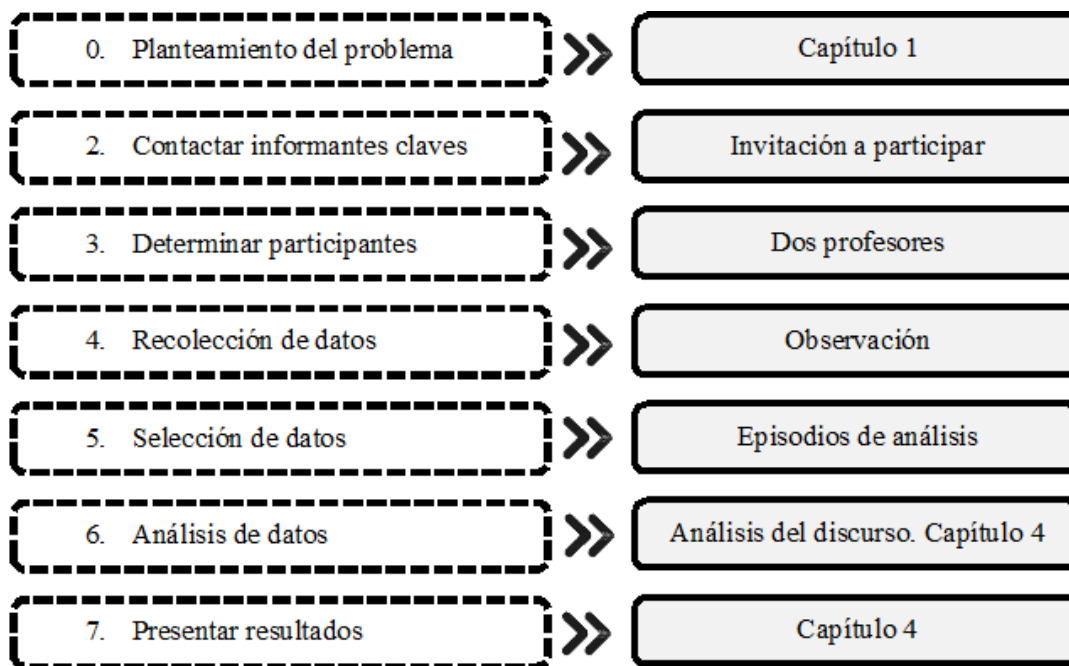 0. Planteamiento del problema
Capítulo 1
2. Contactar informantes claves
Invitación a participar
3. Determinar participantes
Dos profesores
4. Recolección de datos
Observación
5. Selección de datos
Episodios de análisis
6. Análisis de datos
Análisis del discurso. Capítulo 4
7. Presentar resultados
Capítulo 4